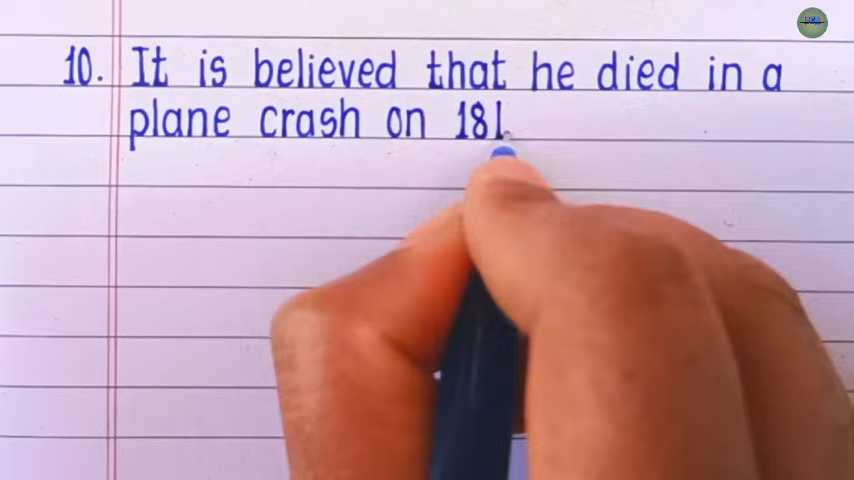 10. It is believed that he died in a
plane crash on 18